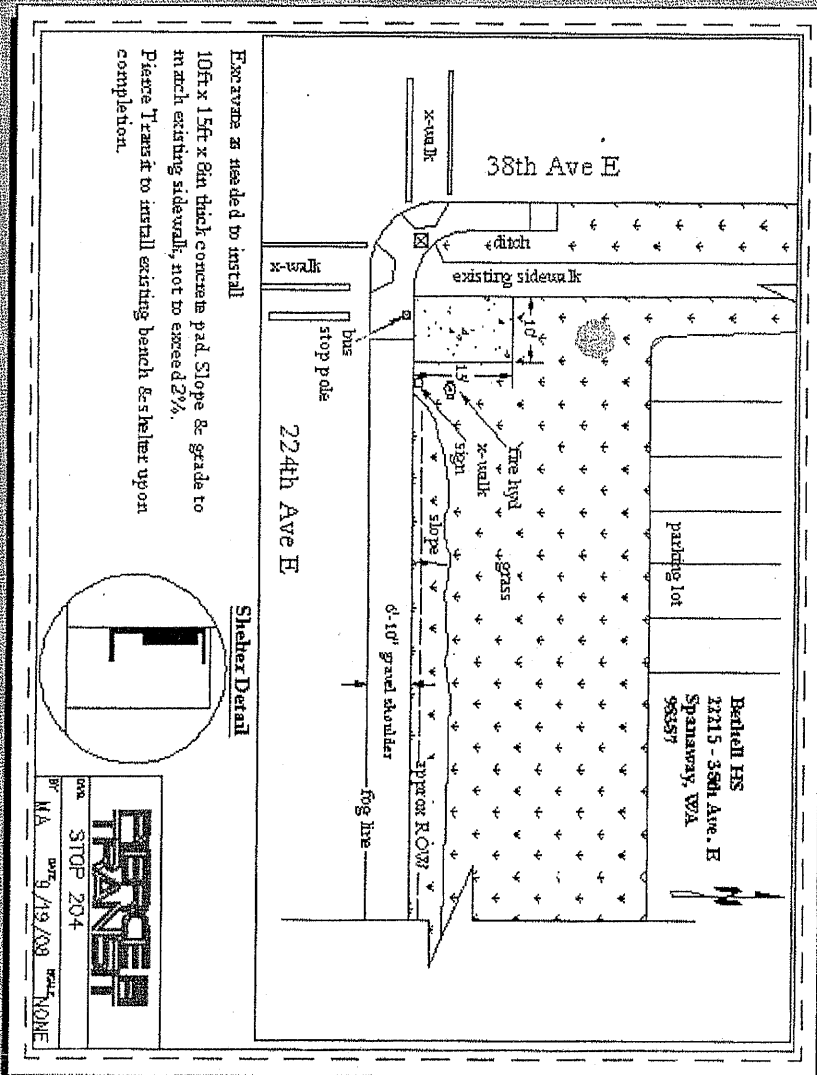 38th Ave E
x-walk
ditch
existing sidewalk
x-walk
bus
stop pole
10'
15'
fire hyd
x-walk
sign
slope
grass
parking lot
224th Ave E
6'-10" gravel shoulder
approx ROW
fog line
Bethell HS
22215 - 38th Ave. E
Spanaway, WA
98387
N
Excavate as needed to install
10ft x 15ft x 8in thick concrete pad. Slope & grade to
match existing sidewalk, not to exceed 2%.
Pierce Transit to install existing bench & shelter upon
completion.
Shelter Detail
PIERCE
TRANSIT
DWG STOP 204
BY MA DATE 9/19/08 SCALE NONE